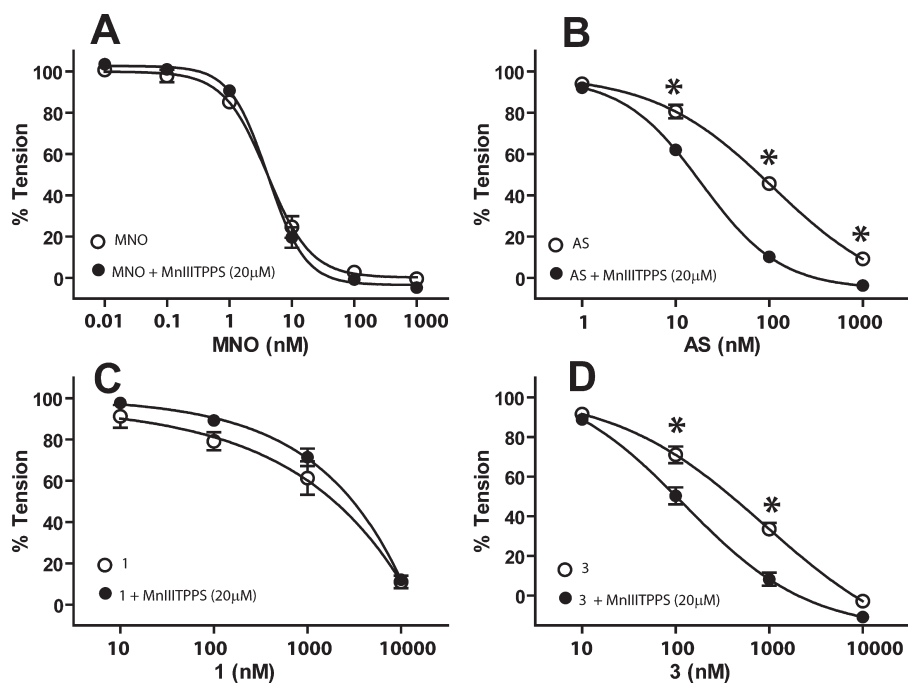 A
% Tension
100
80
60
40
20
0
MNO
MNO + MnIIITPPS (20μM)
0.01 0.1 1 10 100 1000
MNO (nM)
B
% Tension
100
80
60
40
20
0
*
*
*
AS
AS + MnIIITPPS (20μM)
1 10 100 1000
AS (nM)
C
% Tension
100
80
60
40
20
0
1
1 + MnIIITPPS (20μM)
10 100 1000 10000
1 (nM)
D
% Tension
100
80
60
40
20
0
*
*
3
3 + MnIIITPPS (20μM)
10 100 1000 10000
3 (nM)